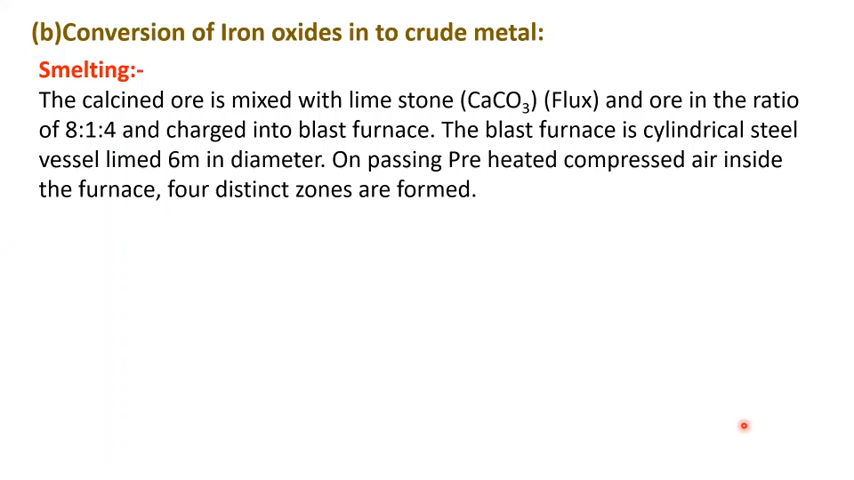 (b)Conversion of Iron oxides in to crude metal:
Smelting:-
The calcined ore is mixed with lime stone (CaCO₃) (Flux) and ore in the ratio
of 8:1:4 and charged into blast furnace. The blast furnace is cylindrical steel
vessel limed 6m in diameter. On passing Pre heated compressed air inside
the furnace, four distinct zones are formed.